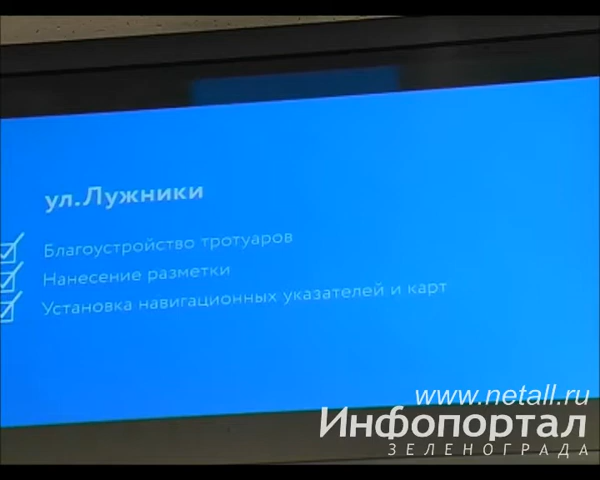 ул.Лужники
Благоустройство тротуаров
Нанесение разметки
Установка навигационных указателей и карт
www.netall.ru
Инфопортал
ЗЕЛЕНОГРАДА